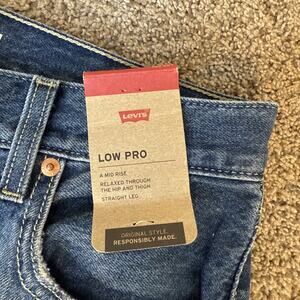 Levi's
LOW PRO
A MID RISE
RELAXED THROUGH
THE HIP AND THIGH
STRAIGHT LEG
ORIGINAL STYLE.
RESPONSIBLY MADE.